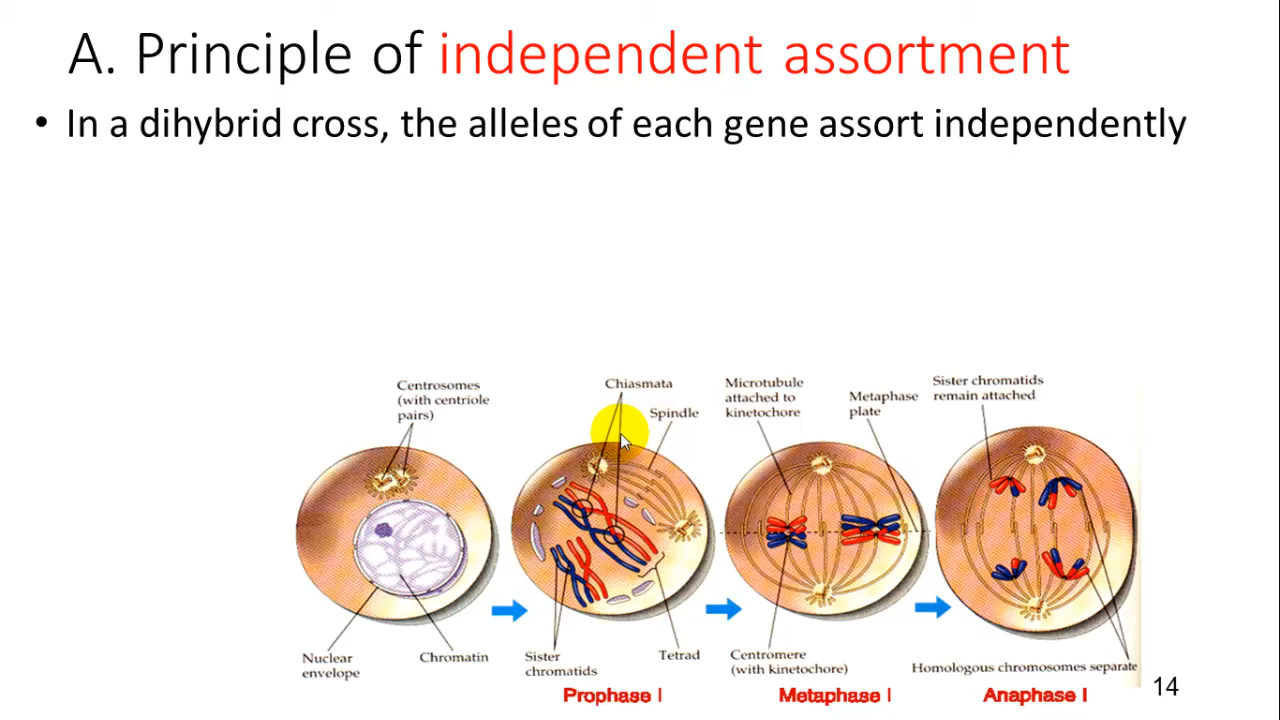 A. Principle of independent assortment
• In a dihybrid cross, the alleles of each gene assort independently
Centrosomes
(with centriole
pairs)
Chiasmata
Spindle
Microtubule
attached to
kinetochore
Metaphase
plate
Sister chromatids
remain attached
Nuclear
envelope
Chromatin
Sister
chromatids
Tetrad
Centromere
(with kinetochore)
Homologous chromosomes separate
Prophase I
Metaphase I
Anaphase I
14